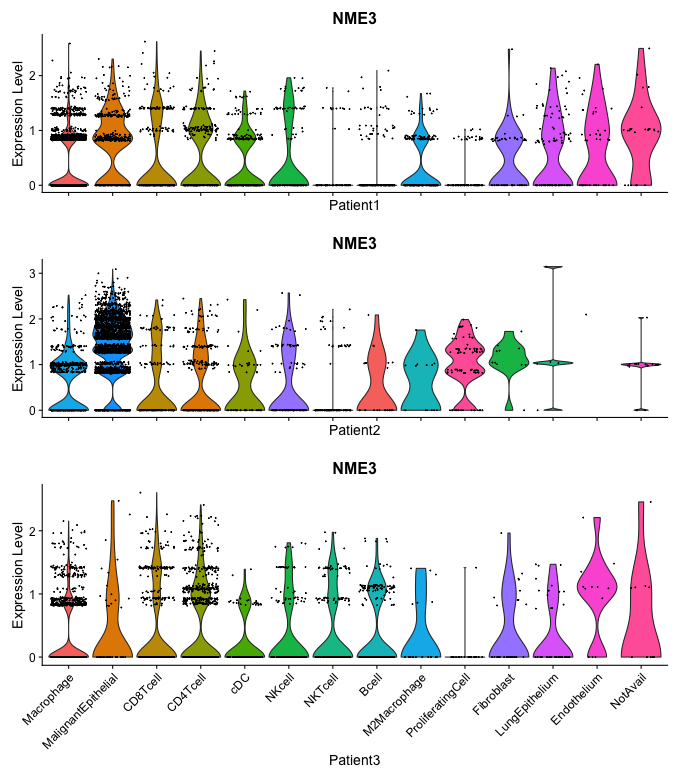 NME3
Expression Level
2
1
0
Patient1
NME3
Expression Level
3
2
1
0
Patient2
NME3
Expression Level
2
1
0
Macrophage
MalignantEpithelial
CD8Tcell
CD4Tcell
cDC
NKcell
NKTcell
Bcell
M2Macrophage
ProliferatingCell
Fibroblast
LungEpithelium
Endothelium
NotAvail
Patient3